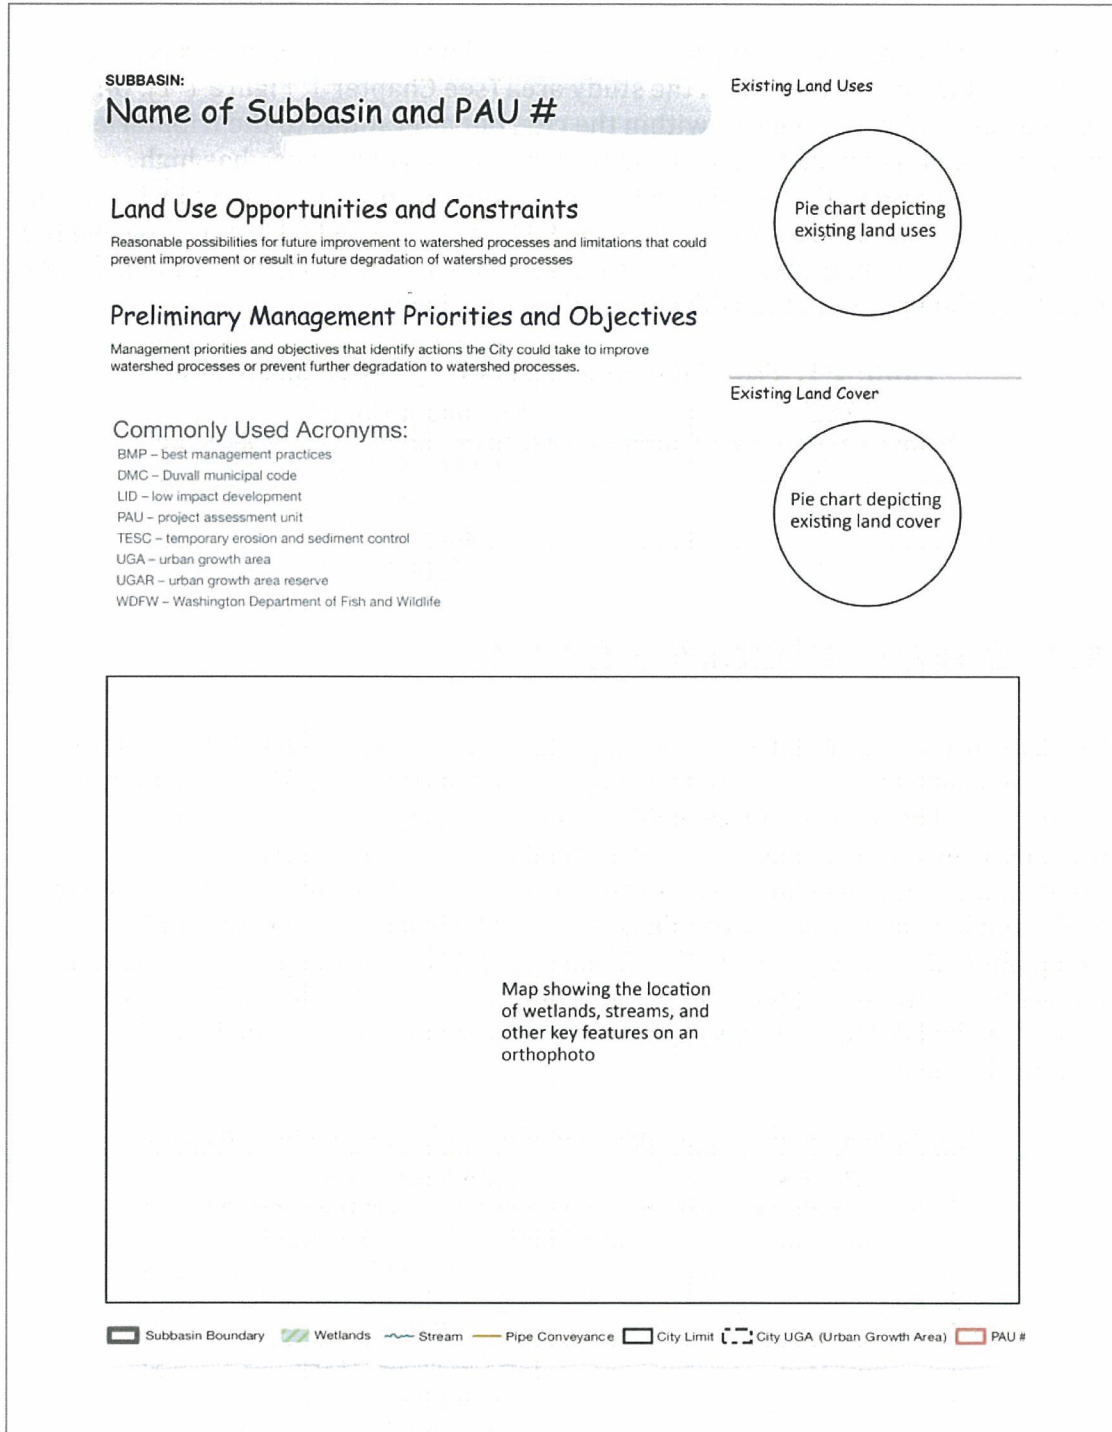 SUBBASIN:
Name of Subbasin and PAU #
Land Use Opportunities and Constraints
Reasonable possibilities for future improvement to watershed processes and limitations that could
prevent improvement or result in future degradation of watershed processes
Preliminary Management Priorities and Objectives
Management priorities and objectives that identify actions the City could take to improve
watershed processes or prevent further degradation to watershed processes.
Commonly Used Acronyms:
BMP – best management practices
DMC – Duvall municipal code
LID – low impact development
PAU – project assessment unit
TESC – temporary erosion and sediment control
UGA – urban growth area
UGAR – urban growth area reserve
WDFW – Washington Department of Fish and Wildlife
Existing Land Uses
Pie chart depicting
existing land uses
Existing Land Cover
Pie chart depicting
existing land cover
Map showing the location
of wetlands, streams, and
other key features on an
orthophoto
Subbasin Boundary Wetlands Stream Pipe Conveyance City Limit City UGA (Urban Growth Area) PAU #